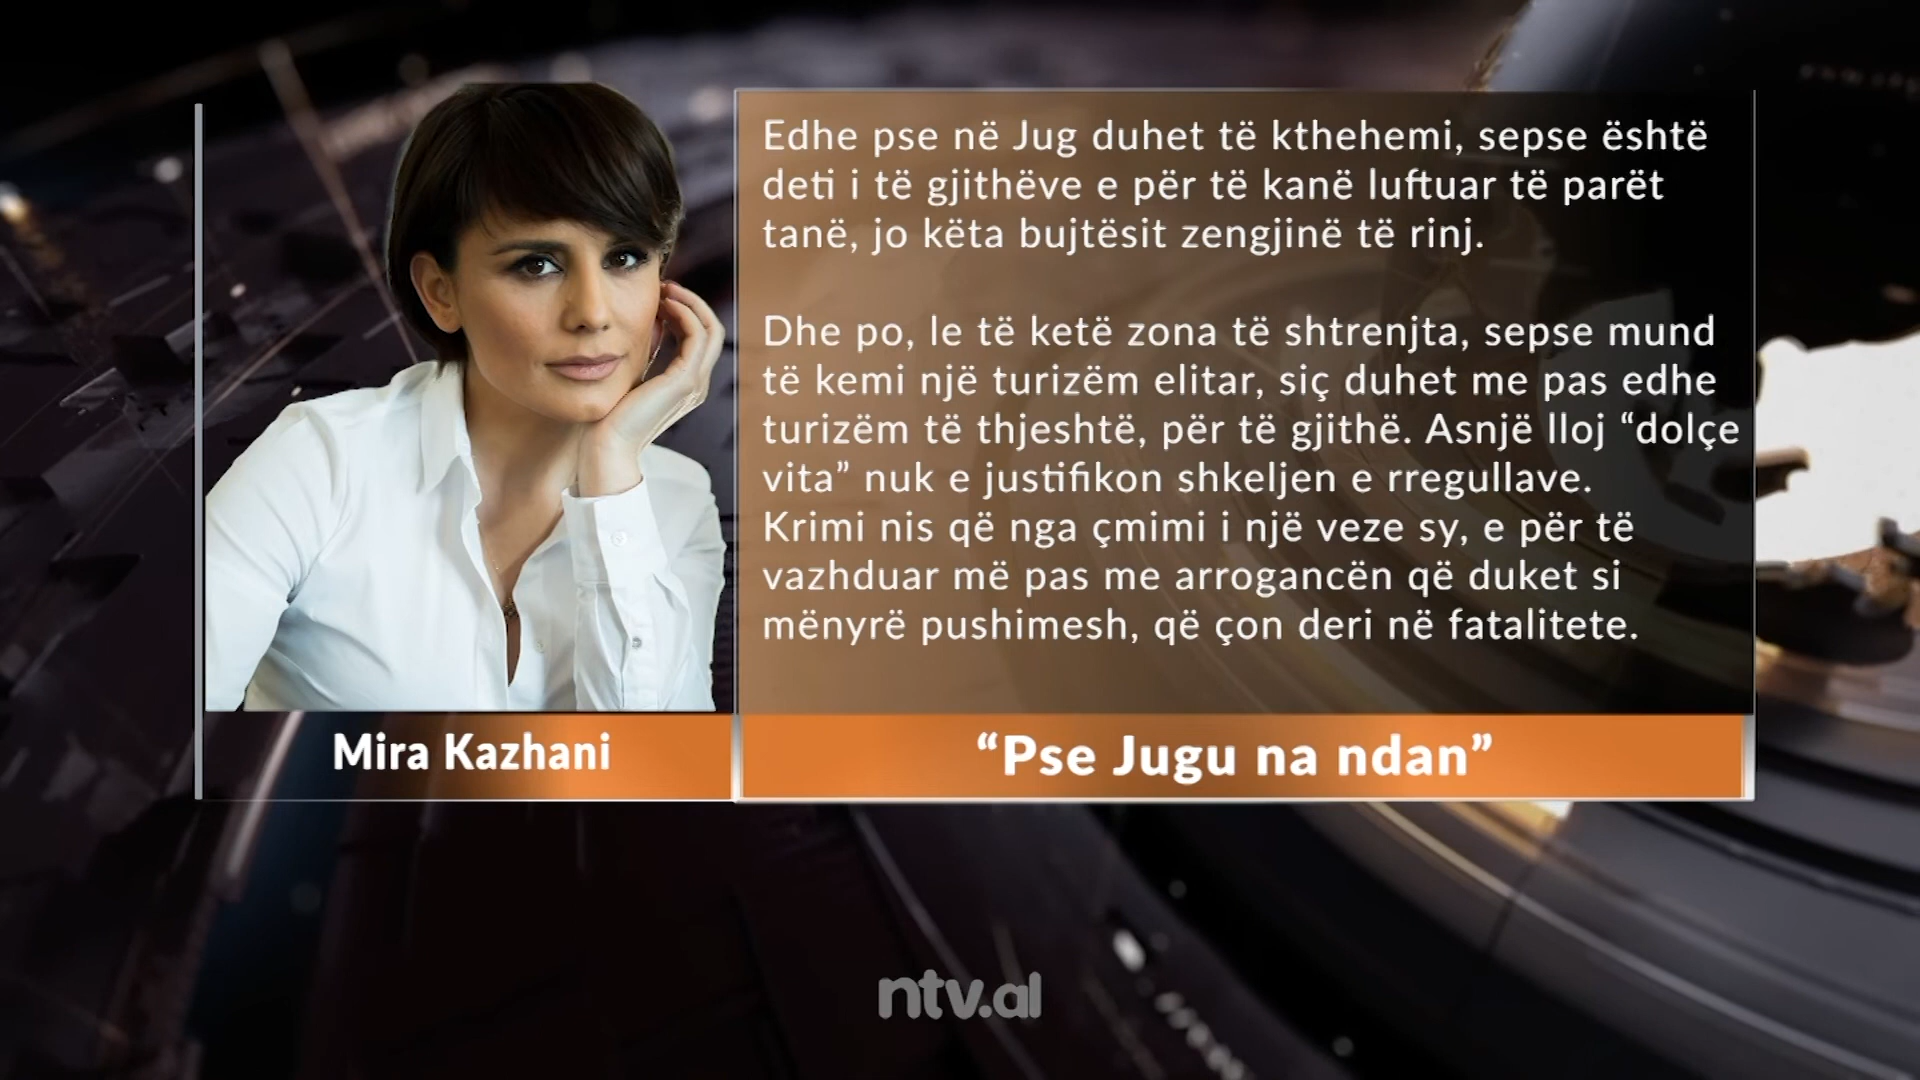 Edhe pse në Jug duhet të kthehemi, sepse është
deti i të gjithëve e për të kanë luftuar të parët
tanë, jo këta bujtësit zengjinë të rinj.
Dhe po, le të ketë zona të shtrenjta, sepse mund
të kemi një turizëm elitar, siç duhet me pas edhe
turizëm të thjeshtë, për të gjithë. Asnjë lloj “dolçe
vita” nuk e justifikon shkeljen e rregullave.
Krimi nis që nga çmimi i një veze sy, e për të
vazhduar më pas me arrogancën që duket si
mënyrë pushimesh, që çon deri në fatalitete.
Mira Kazhani
“Pse Jugu na ndan”
ntv.al